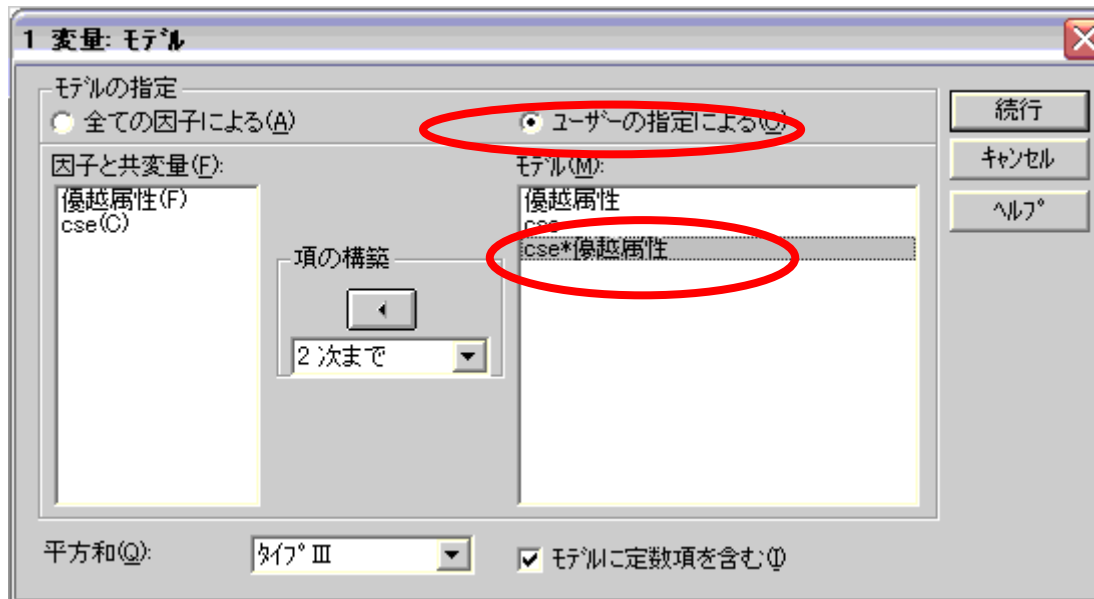 1 変量: モデル
モデルの指定
全ての因子による(A)
ユーザーの指定による(U)
続行
キャンセル
ヘルプ
因子と共変量(F):
優越属性(F)
cse(C)
項の構築
2 次まで
モデル(M):
優越属性
cse
cse*優越属性
平方和(Q):
タイプ III
モデルに定数項を含む(I)